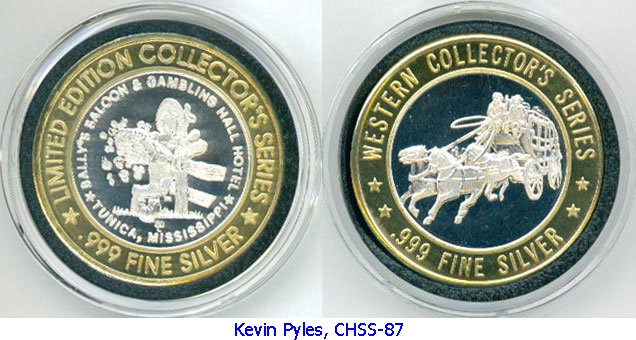 LIMITED EDITION COLLECTOR'S SERIES
.999 FINE SILVER
BALLY'S SALOON & GAMBLING HALL HOTEL
TUNICA, MISSISSIPPI
WESTERN COLLECTOR'S SERIES
.999 FINE SILVER
Kevin Pyles, CHSS-87